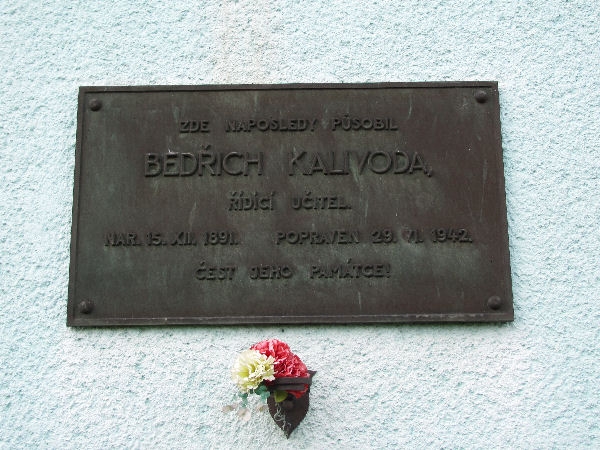 ZDE NAPOSLEDY PŮSOBIL
BEDŘICH KALIVODA,
ŘÍDÍCÍ UČITEL.
NAR. 15. XII. 1891. POPRAVEN 29. VI. 1942.
ČEST JEHO PAMÁTCE!